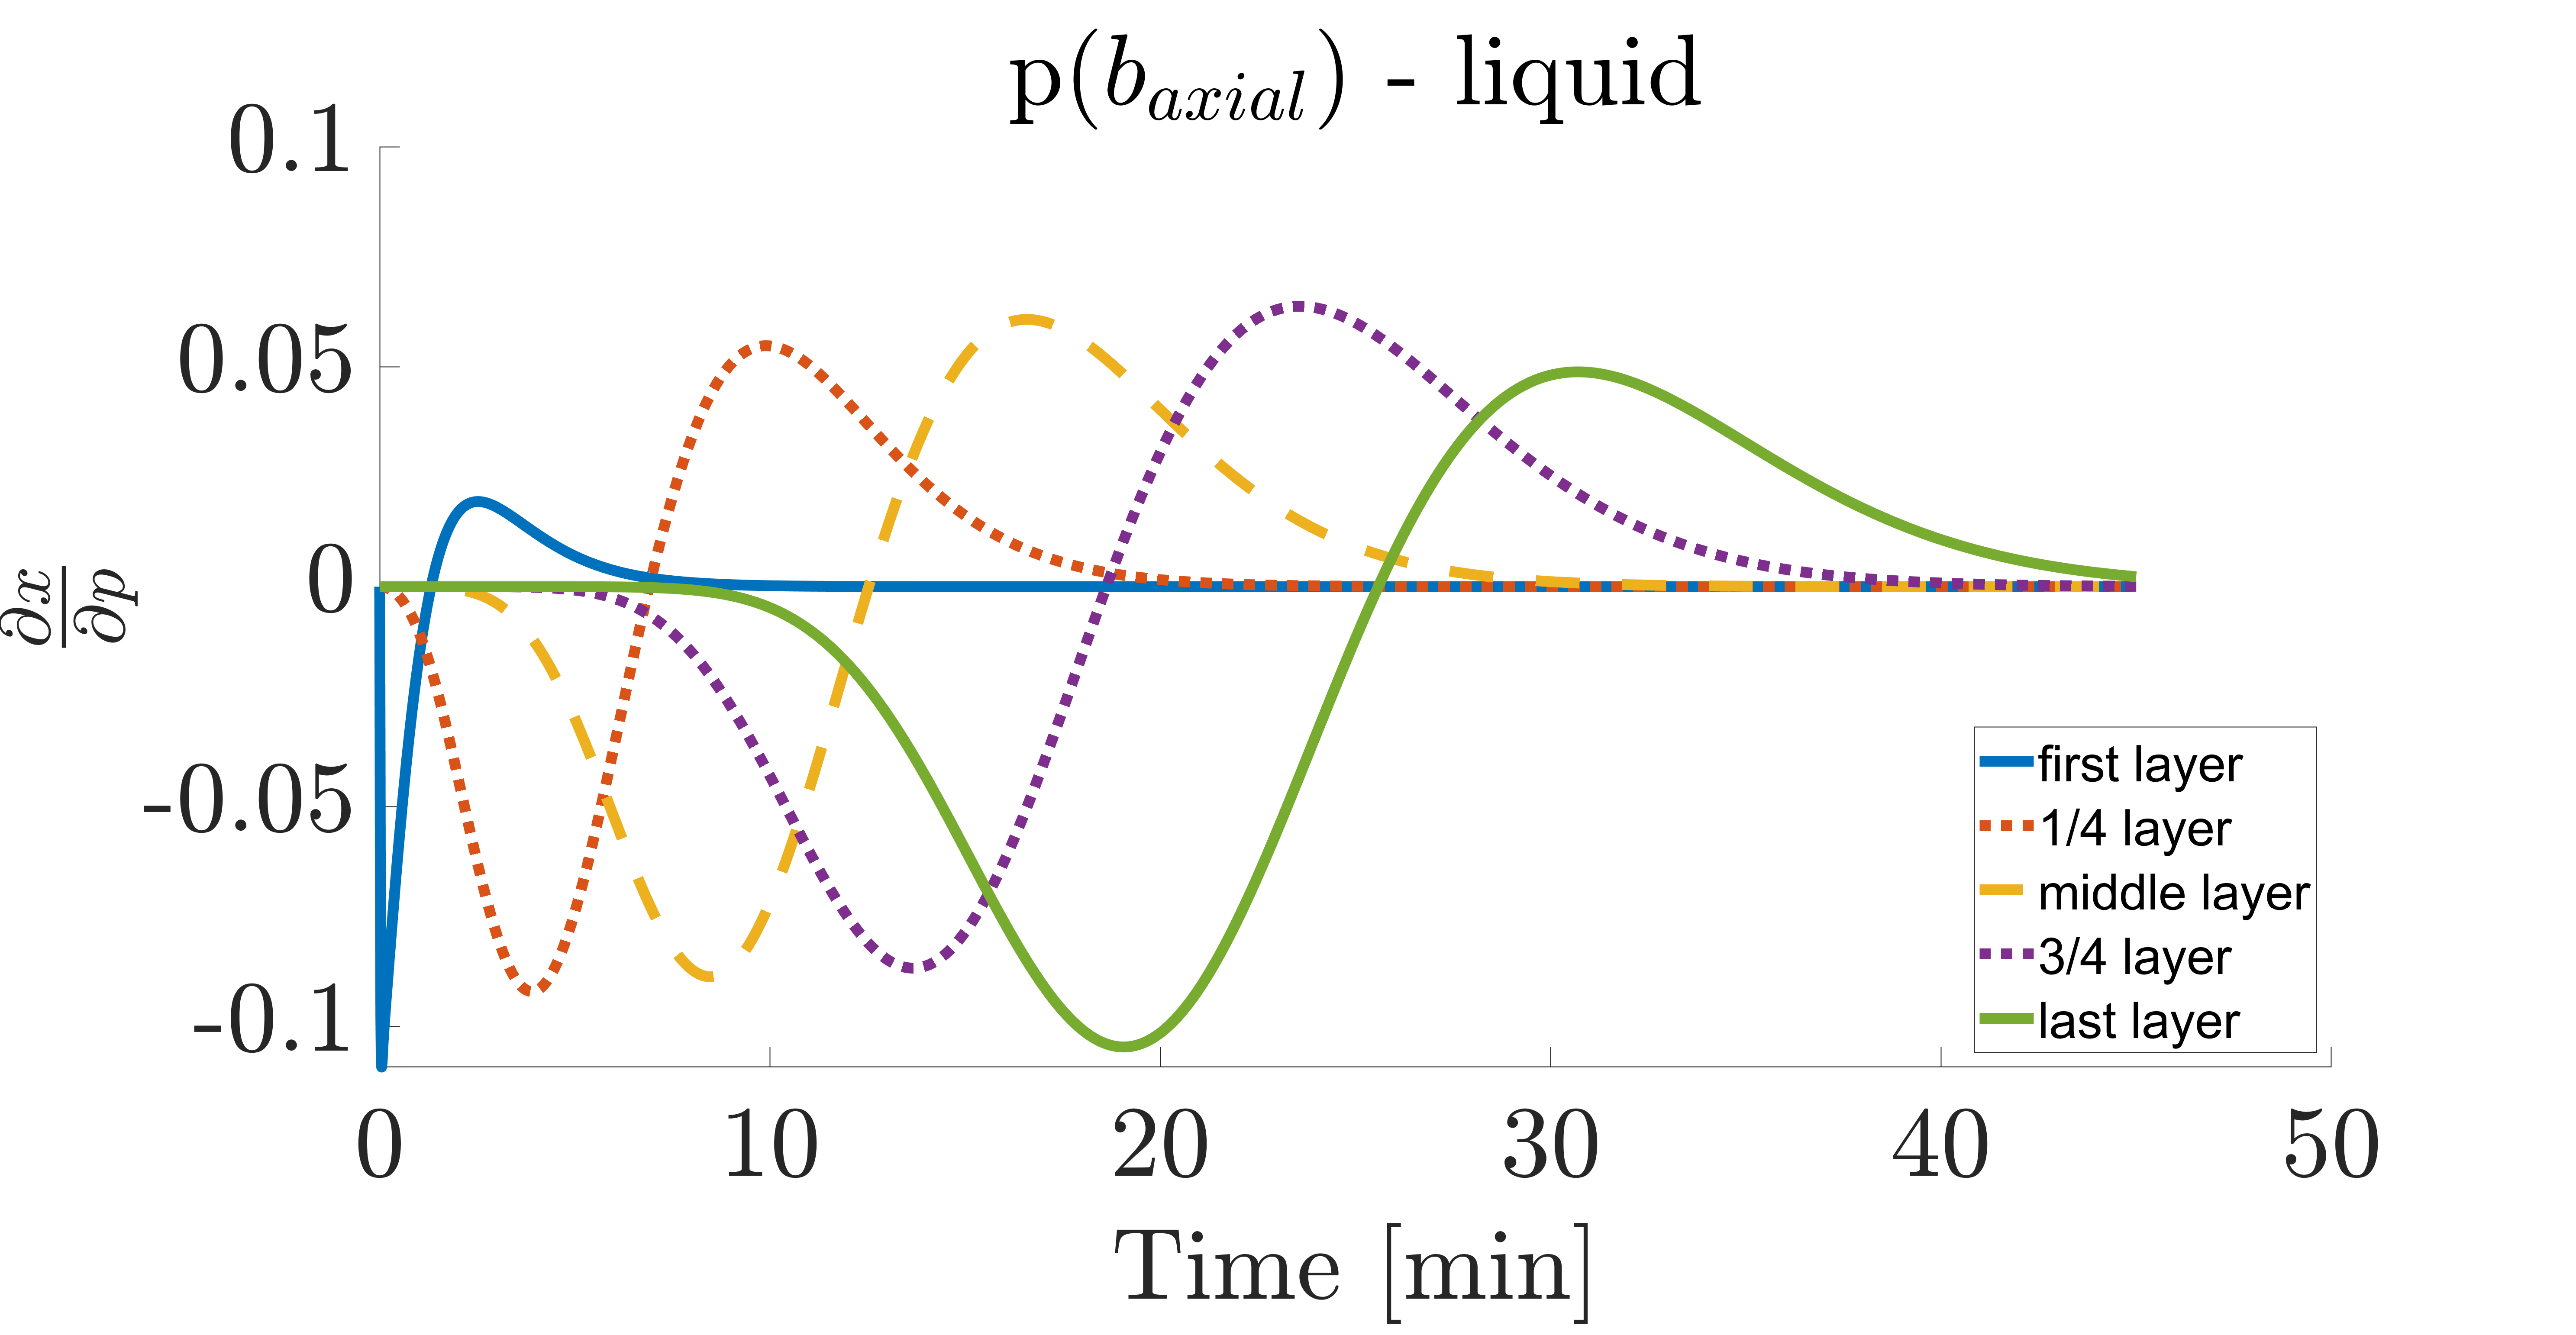 p(b_axial) - liquid
0.1
0.05
0
-0.05
-0.1
∂x
∂p
first layer
1/4 layer
middle layer
3/4 layer
last layer
0 10 20 30 40 50
Time [min]